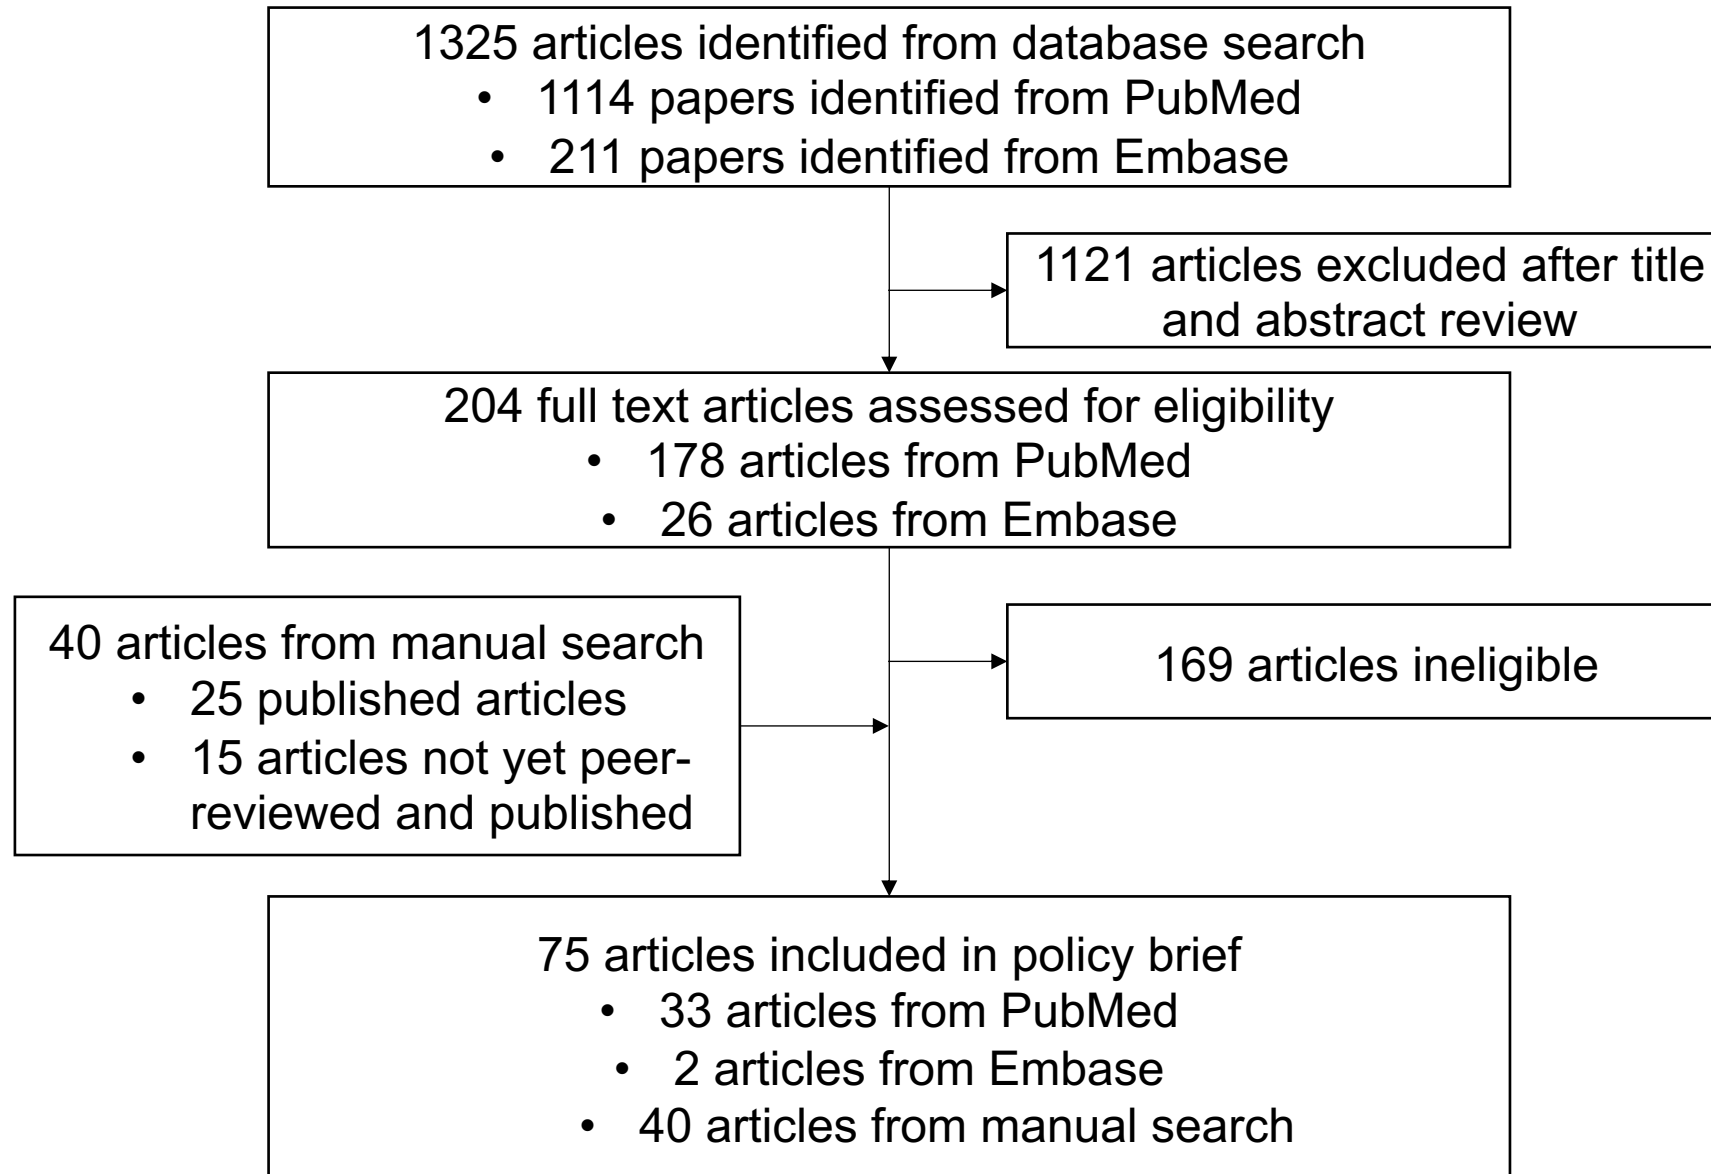 1325 articles identified from database search
• 1114 papers identified from PubMed
• 211 papers identified from Embase
1121 articles excluded after title
and abstract review
204 full text articles assessed for eligibility
• 178 articles from PubMed
• 26 articles from Embase
40 articles from manual search
• 25 published articles
• 15 articles not yet peer-
reviewed and published
169 articles ineligible
75 articles included in policy brief
• 33 articles from PubMed
• 2 articles from Embase
• 40 articles from manual search